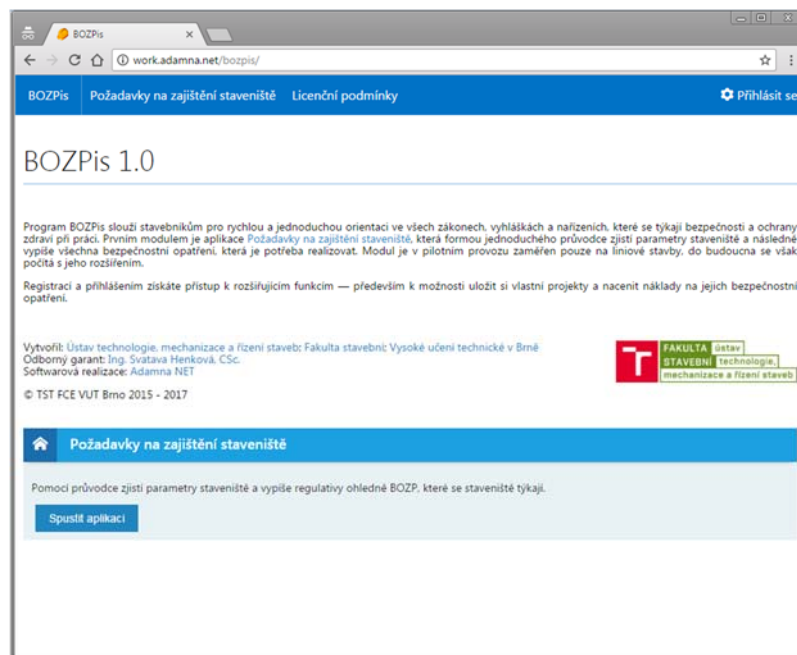 BOZPis
work.adamna.net/bozpis/
BOZPis Požadavky na zajištění staveniště Licenční podmínky Přihlásit se
BOZPis 1.0
Program BOZPis slouží stavebníkům pro rychlou a jednoduchou orientaci ve všech zákonech, vyhláškách a nařízeních, které se týkají bezpečnosti a ochrany
zdraví při práci. Prvním modulem je aplikace Požadavky na zajištění staveniště, která formou jednoduchého průvodce zjistí parametry staveniště a následně
vypíše všechna bezpečnostní opatření, která je potřeba realizovat. Modul je v pilotním provozu zaměřen pouze na liniové stavby, do budoucna se však
počítá s jeho rozšířením.
Registrací a přihlášením získáte přístup k rozšiřujícím funkcím — především k možnosti uložit si vlastní projekty a nacenit náklady na jejich bezpečnostní
opatření.
Vytvořil: Ústav technologie, mechanizace a řízení staveb; Fakulta stavební; Vysoké učení technické v Brně
Odborný garant: Ing. Svatava Henková, CSc.
Softwarová realizace: Adamna NET
© TST FCE VUT Brno 2015 - 2017
FAKULTA ústav
STAVEBNÍ technologie,
mechanizace a řízení staveb
Požadavky na zajištění staveniště
Pomocí průvodce zjistí parametry staveniště a vypíše regulativy ohledně BOZP, které se staveniště týkají.
Spustit aplikaci